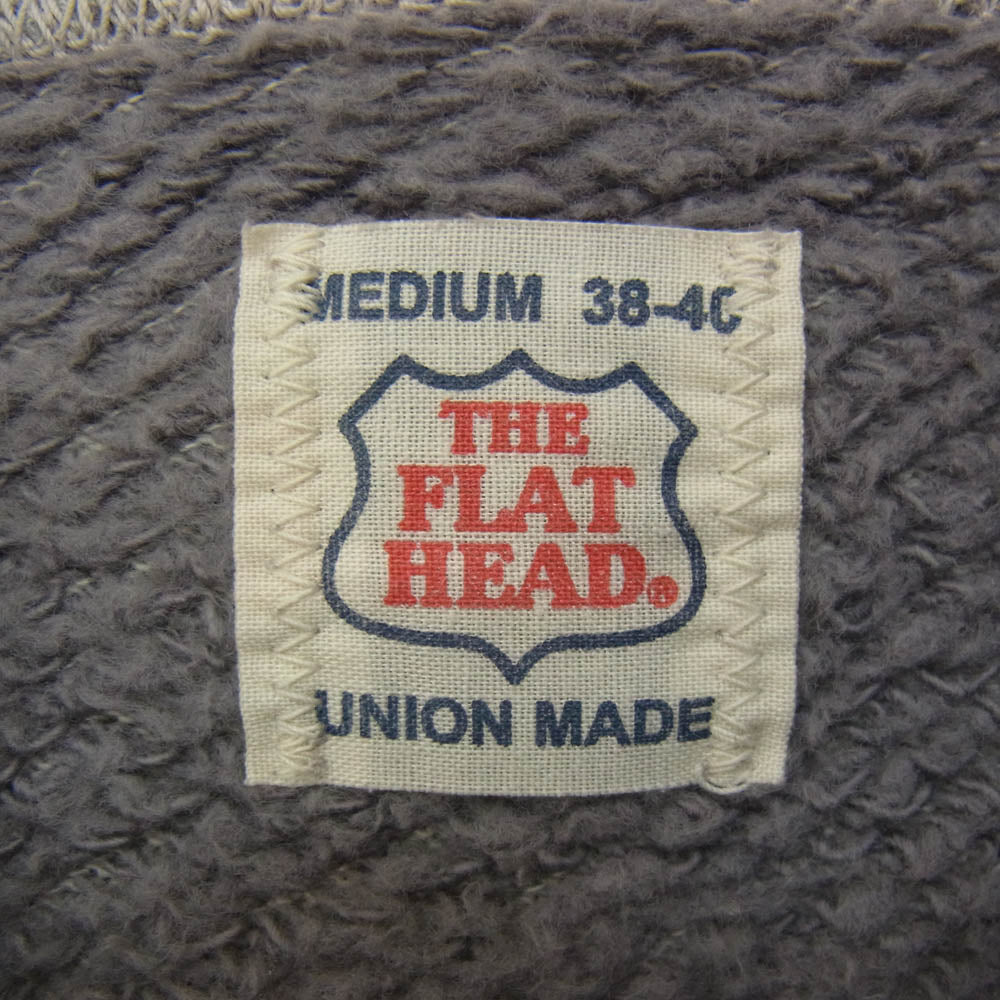 MEDIUM 38-40
THE
FLAT
HEAD®
UNION MADE